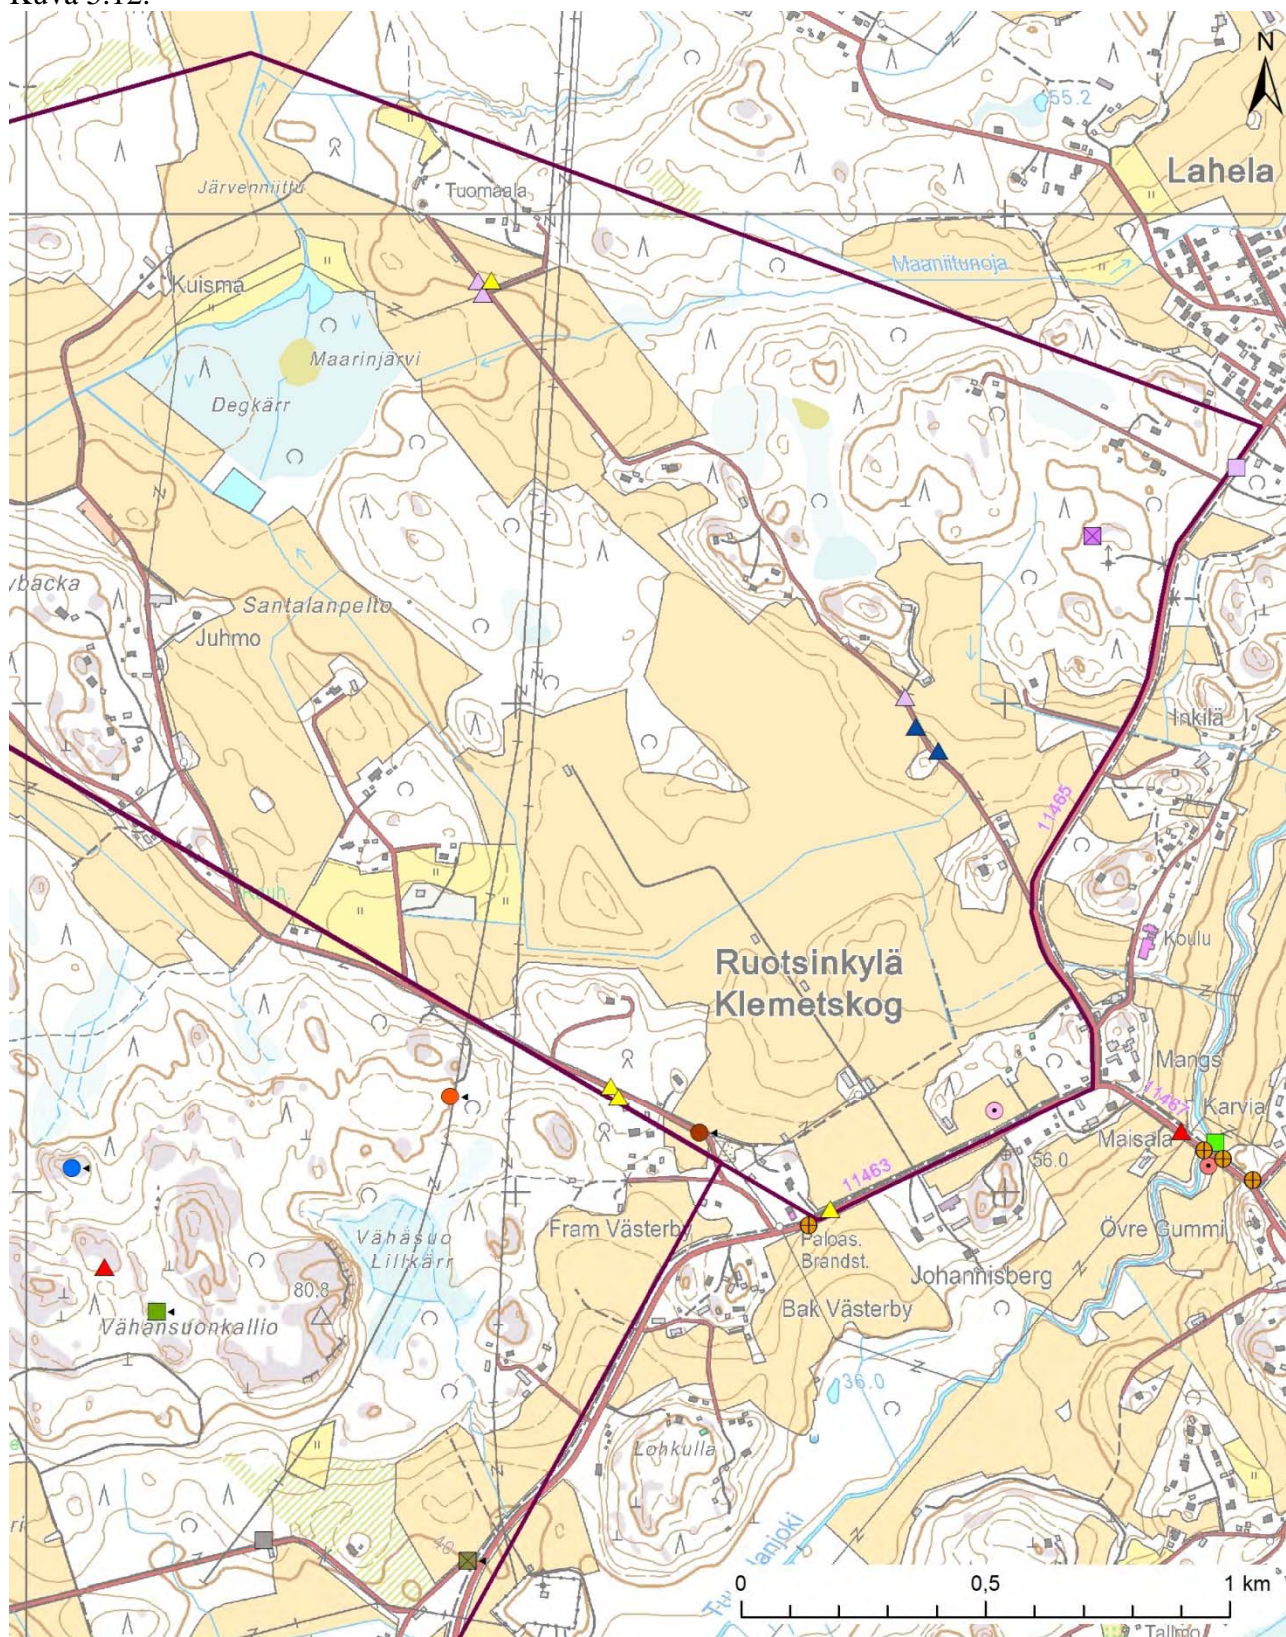 Kuva 3.12.
N
55.2
Lahela
Järvenniittu
Tuomaala
Kuisma
Maaniitunoja
Maarinjärvi
Degkärr
Santalanpelto
Juhmo
Inkilä
11465
Koulu
Ruotsinkylä
Klemetskog
Mangs
11467
Karvia
Maisala
56.0
11463
Fram Västerby
Paloas.
Brandst.
Övre Gummi
Vähäsuo
Lillkärr
Johannisberg
80.8
Bak Västerby
Vähänsuonkallio
36.0
Lohkulla
0 0,5 1 km
Tallmo